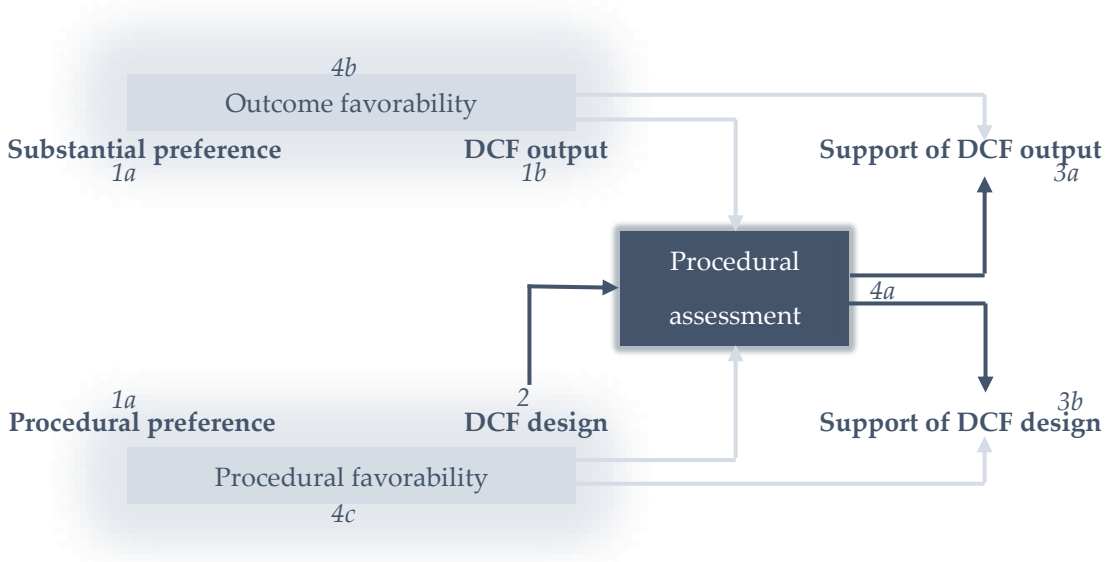 4b
Outcome favorability
Substantial preference
1a
DCF output
1b
Support of DCF output
3a
Procedural
assessment
4a
1a
Procedural preference
2
DCF design
3b
Support of DCF design
Procedural favorability
4c